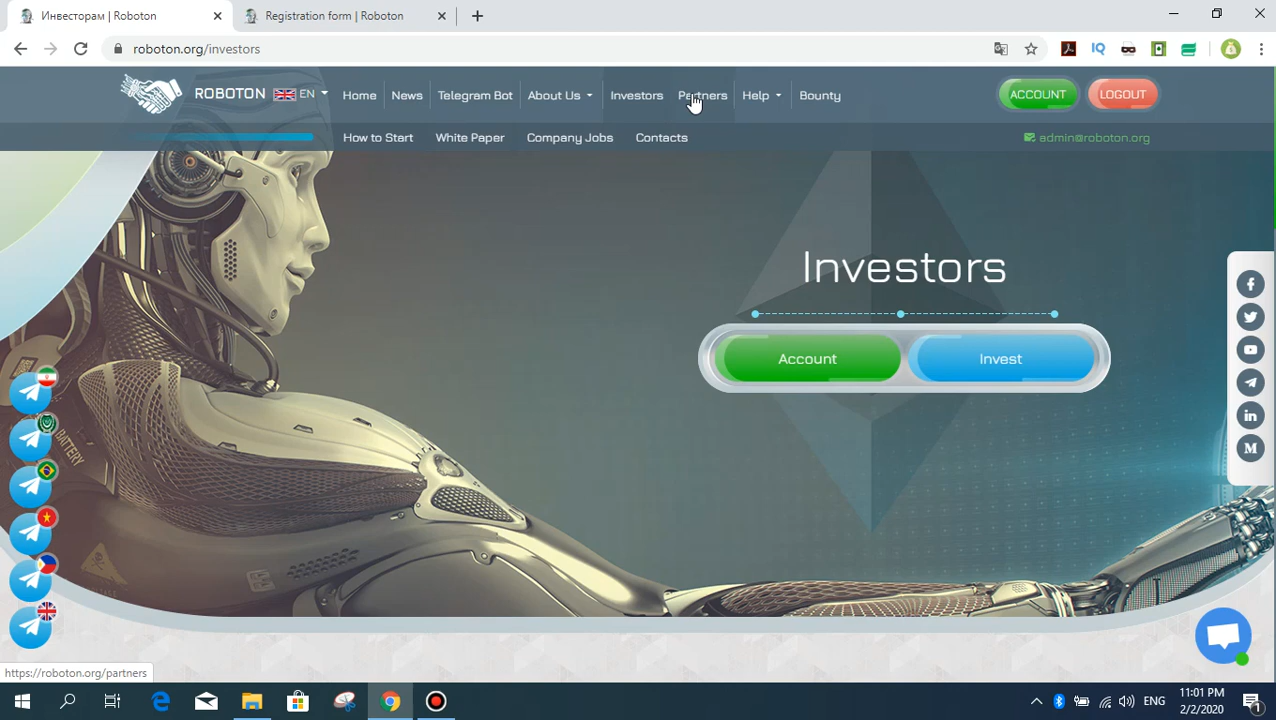 Инвесторам | Roboton
Registration form | Roboton
roboton.org/investors
ROBOTON EN Home News Telegram Bot About Us Investors Partners Help Bounty ACCOUNT LOGOUT
How to Start White Paper Company Jobs Contacts admin@roboton.org
Investors
Account Invest
BATTERY
https://roboton.org/partners
ENG
11:01 PM
2/2/2020